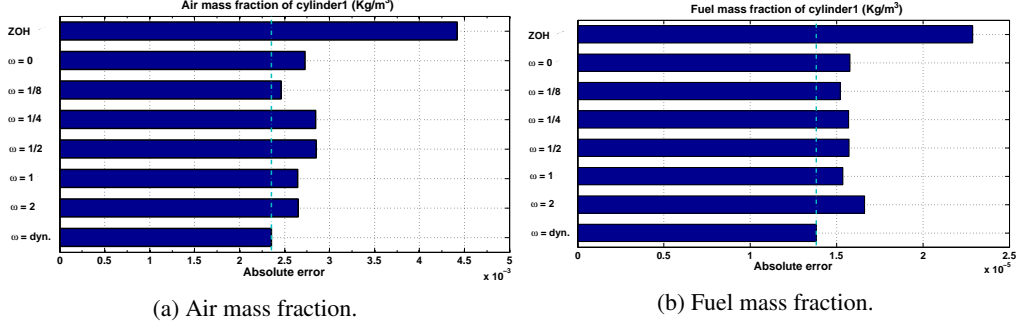 Air mass fraction of cylinder1 (Kg/m³)
ZOH
ω = 0
ω = 1/8
ω = 1/4
ω = 1/2
ω = 1
ω = 2
ω = dyn.
0 0.5 1 1.5 2 2.5 3 3.5 4 4.5 5
Absolute error
x 10⁻³
(a) Air mass fraction.
Fuel mass fraction of cylinder1 (Kg/m³)
ZOH
ω = 0
ω = 1/8
ω = 1/4
ω = 1/2
ω = 1
ω = 2
ω = dyn.
0 0.5 1 1.5 2 2.5
Absolute error
x 10⁻⁵
(b) Fuel mass fraction.